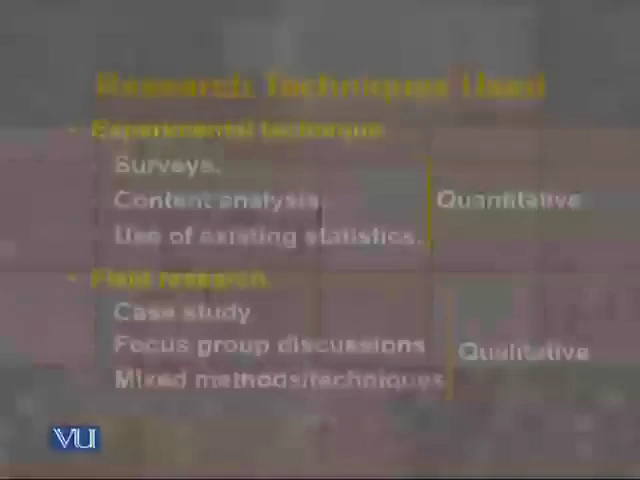 Research Techniques Used
- Experimental technique.
- Surveys.
- Content analysis.
- Use of existing statistics.
Quantitative
- Field research.
- Case study
- Focus group discussions
- Mixed methods/techniques
Qualitative
VU